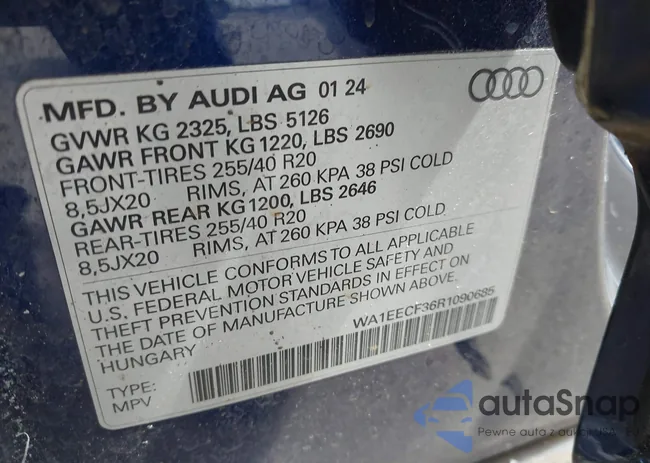 MFD. BY AUDI AG 01 24
GVWR KG 2325, LBS 5126
GAWR FRONT KG 1220, LBS 2690
FRONT-TIRES 255/40 R20
8,5JX20 RIMS, AT 260 KPA 38 PSI COLD
GAWR REAR KG 1200, LBS 2646
REAR-TIRES 255/40 R20
8,5JX20 RIMS, AT 260 KPA 38 PSI COLD
THIS VEHICLE CONFORMS TO ALL APPLICABLE
U.S. FEDERAL MOTOR VEHICLE SAFETY AND
THEFT PREVENTION STANDARDS IN EFFECT ON
THE DATE OF MANUFACTURE SHOWN ABOVE.
HUNGARY
WA1EECF36R1090685
TYPE:
MPV
autoSnap
Pewne auta z aukcji